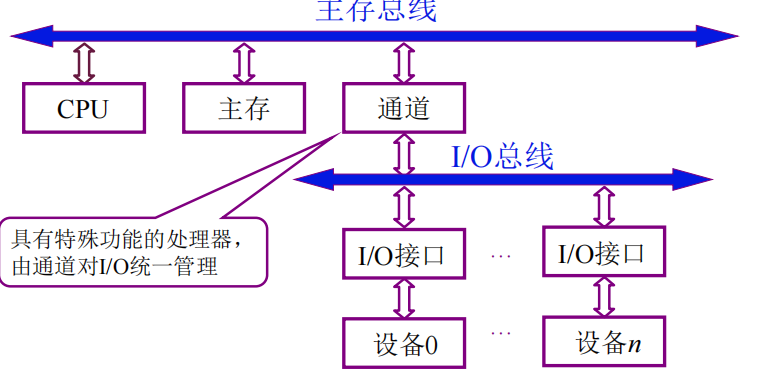 主存总线
CPU
主存
通道
I/O总线
具有特殊功能的处理器，
由通道对I/O统一管理
I/O接口
…
I/O接口
设备0
…
设备n